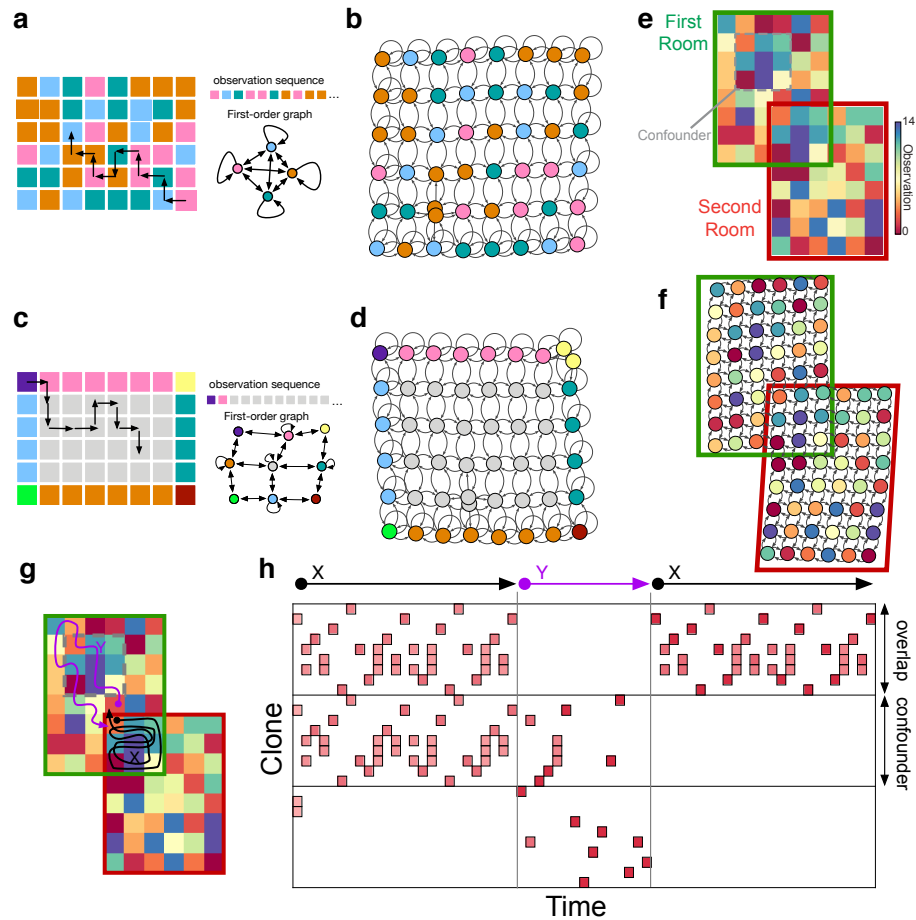 a
observation sequence
...
First-order graph
b
e
First
Room
Confounder
Second
Room
14
Observation
0
c
observation sequence
...
First-order graph
d
f
g
Y
X
h
X
Y
X
Clone
overlap
confounder
Time